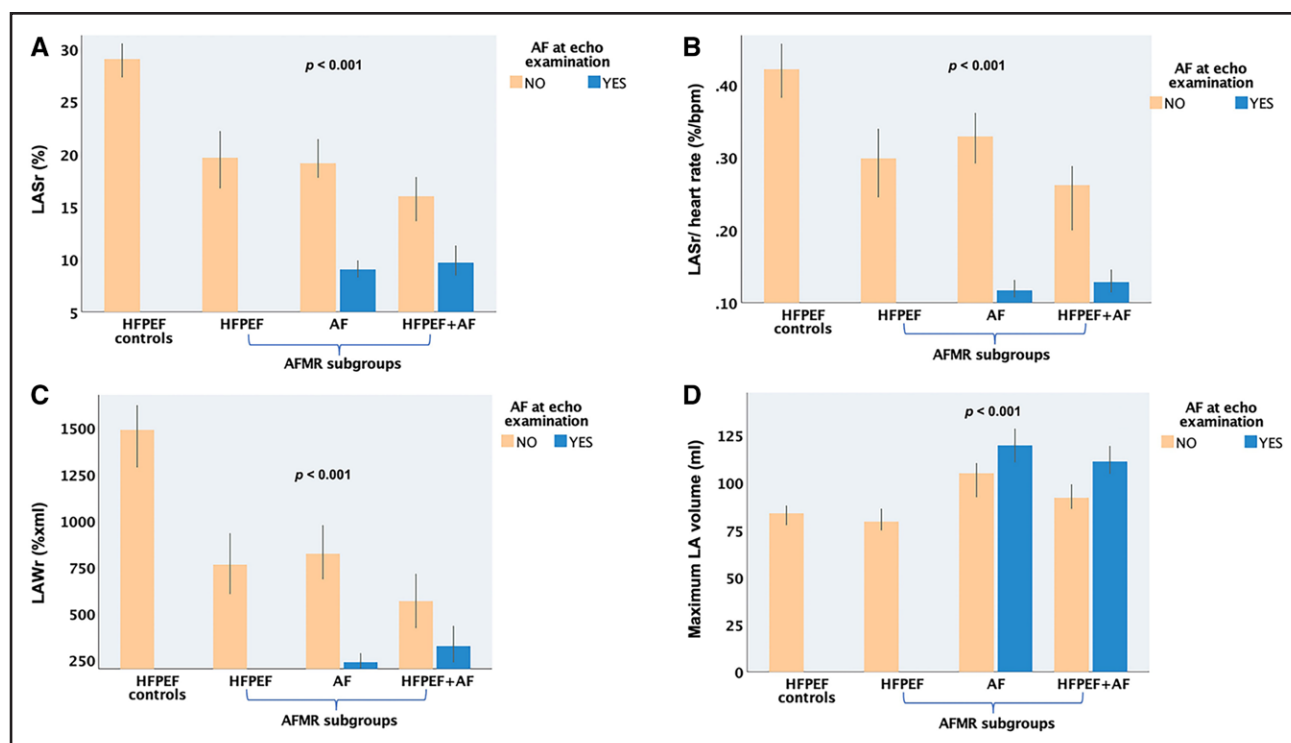 A
AF at echo
examination
NO YES
p < 0.001
LASr (%)
30
25
20
15
10
5
HFPEF
controls
HFPEF
AF
HFPEF+AF
AFMR subgroups
B
AF at echo
examination
NO YES
p < 0.001
LASr/ heart rate (%/bpm)
.40
.30
.20
.10
HFPEF
controls
HFPEF
AF
HFPEF+AF
AFMR subgroups
C
AF at echo
examination
NO YES
p < 0.001
LAWr (%xml)
1500
1250
1000
750
500
250
HFPEF
controls
HFPEF
AF
HFPEF+AF
AFMR subgroups
D
AF at echo
examination
NO YES
p < 0.001
Maximum LA volume (ml)
125
100
75
50
25
0
HFPEF
controls
HFPEF
AF
HFPEF+AF
AFMR subgroups